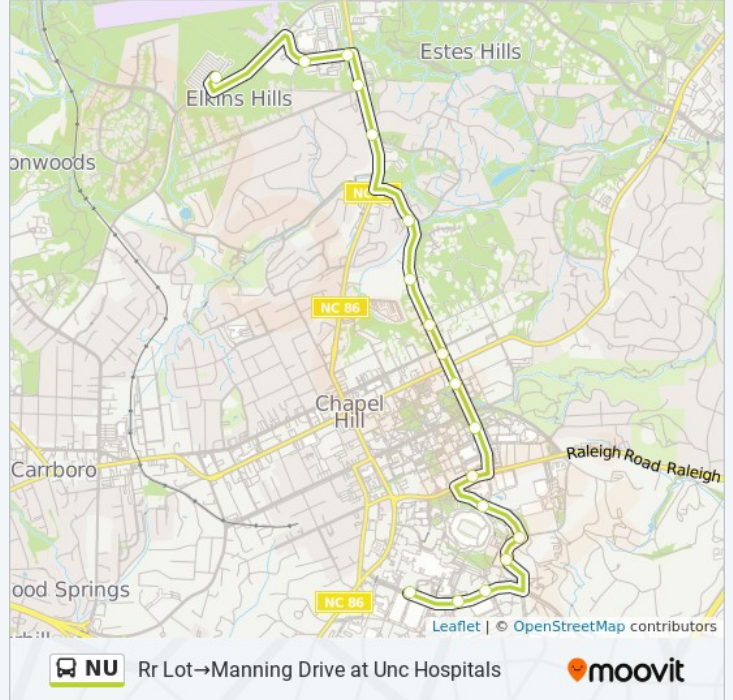 Estes Hills
Elkins Hills
onwoods
NC
NC 86
Chapel
Hill
Carrboro
Raleigh Road Raleigh
ood Springs
NC 86
Leaflet | © OpenStreetMap contributors
NU Rr Lot→Manning Drive at Unc Hospitals
moovit